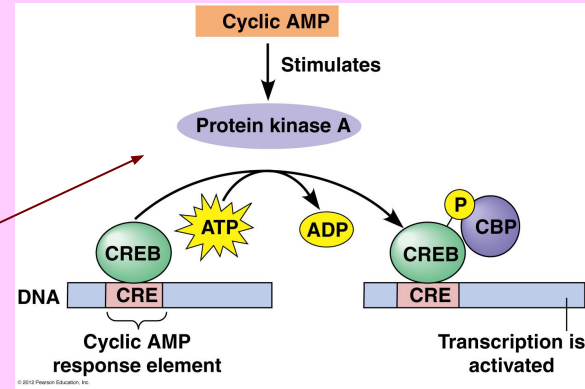 Cyclic AMP
Stimulates
Protein kinase A
ATP
ADP
P
CBP
CREB
CREB
DNA
CRE
CRE
Cyclic AMP
response element
Transcription is
activated
© 2012 Pearson Education, Inc.